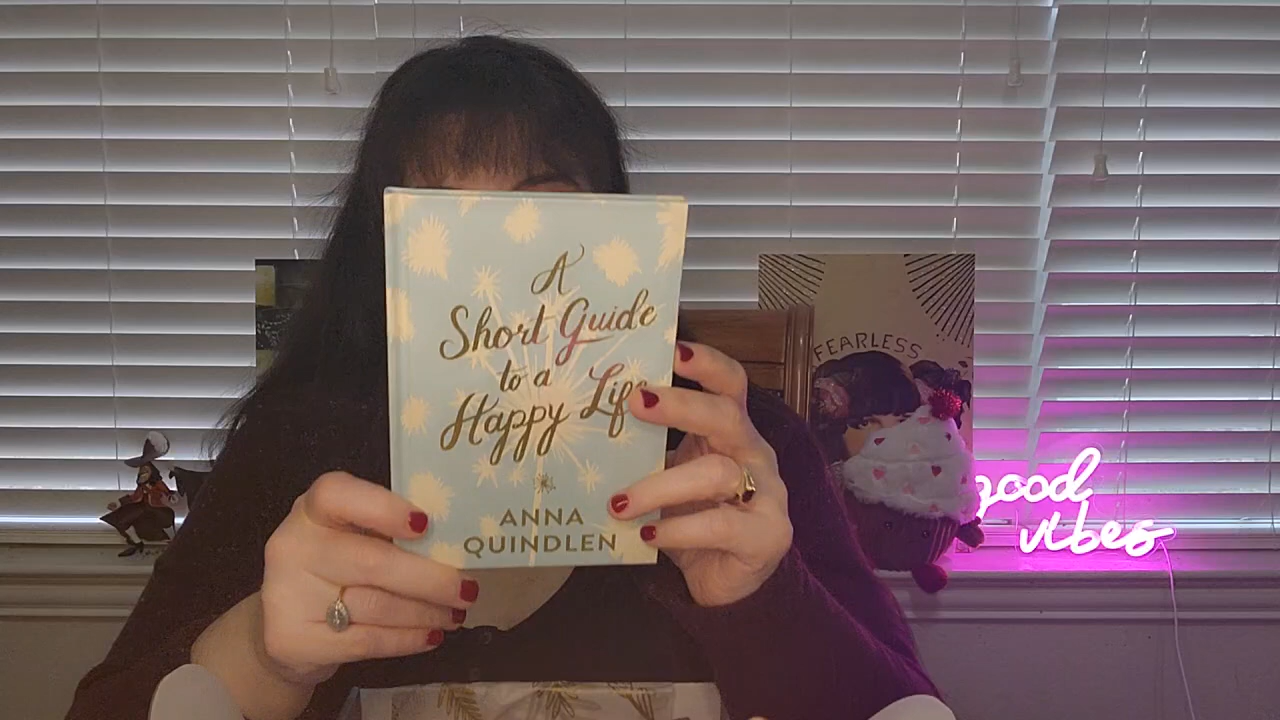 A
Short Guide
to a
Happy Life
ANNA
QUINDLEN
FEARLESS
good
vibes